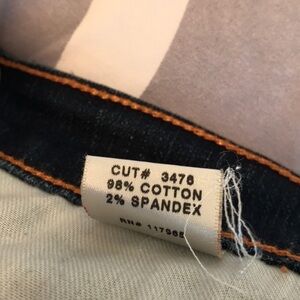 CUT# 3476
98% COTTON
2% SPANDEX
RN#